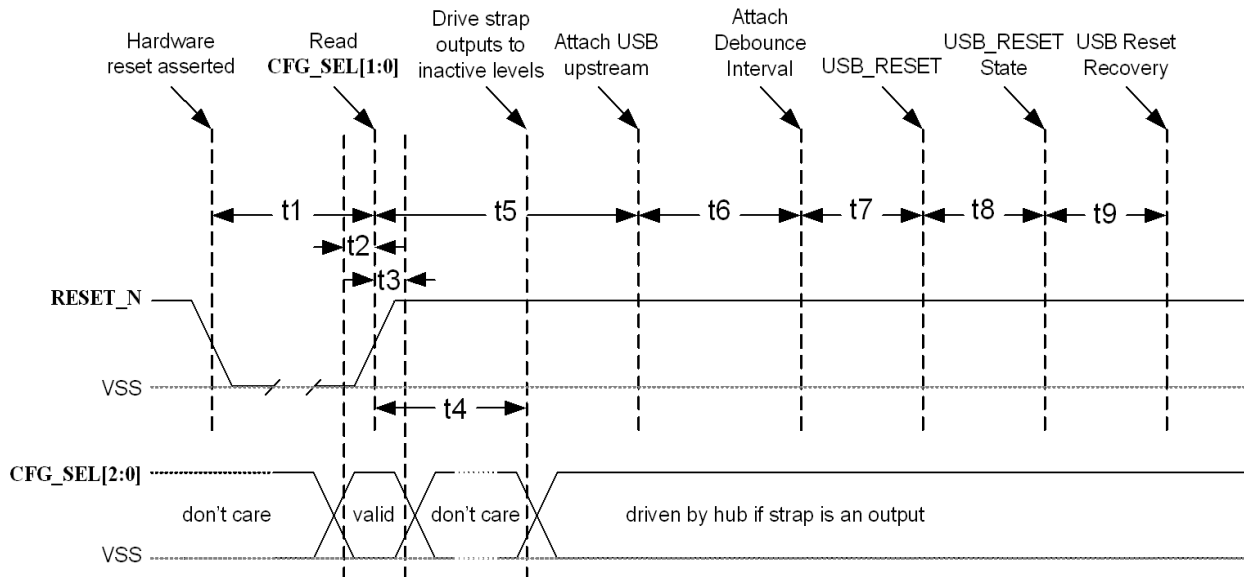 Hardware
reset asserted
Read
CFG_SEL[1:0]
Drive strap
outputs to
inactive levels
Attach USB
upstream
Attach
Debounce
Interval
USB_RESET
USB_RESET
State
USB Reset
Recovery
t1
t5
t6
t7
t8
t9
t2
t3
RESET_N
VSS
t4
CFG_SEL[2:0]
don't care
valid
don't care
driven by hub if strap is an output
VSS